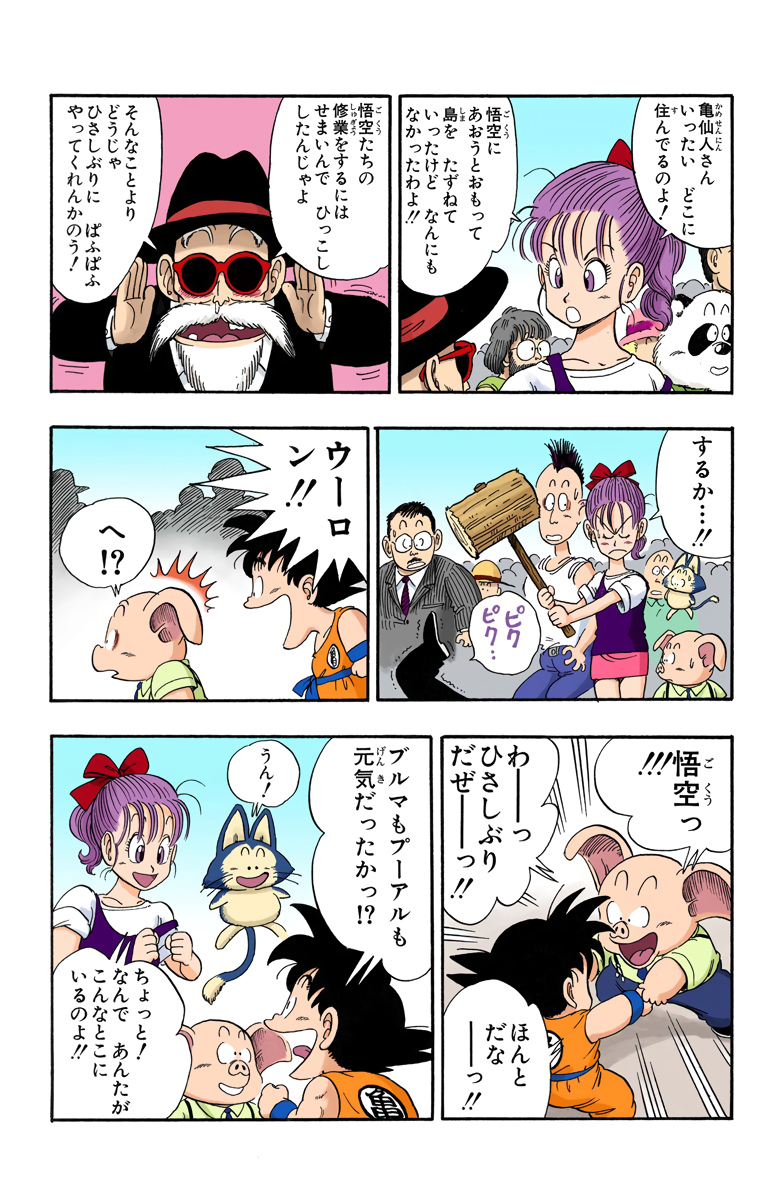 亀仙人さん
いったい どこに
住んでるのよ！
悟空に
あおうとおもって
島を たずねて
いったけど なんにも
なかったわよ!!
悟空たちの
修業をするには
せまいんで ひっこし
したんじゃよ
そんなことより
どうじゃ
ひさしぶりに ぱふぱふ
やってくれんかのう！
するか…!!
ピク
ピク…
ウーロ
ン!!
へ!?
悟空っ
!!!
わーっ
ひさしぶり
だぜーーっ!!
ほんと
だな
ーーっ!!
ブルマもプーアルも
元気だったかっ!?
うん！
ちょっと！
なんで あんたが
こんなとこに
いるのよ!!
亀